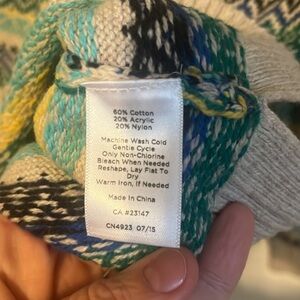 60% Cotton
20% Acrylic
20% Nylon
Machine Wash Cold
Gentle Cycle
Only Non-Chlorine
Bleach When Needed
Reshape, Lay Flat To
Dry
Warm Iron, If Needed
Made In China
CA #23147
CN4923 07/15